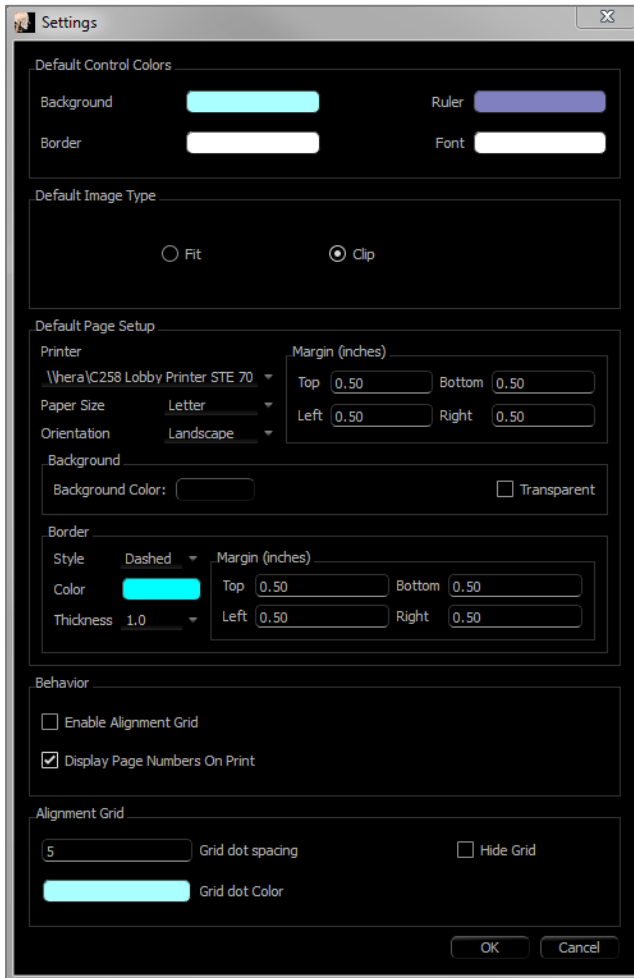 Settings
Default Control Colors
Background Ruler
Border Font
Default Image Type
Fit Clip
Default Page Setup
Printer Margin (inches)
\\hera\C258 Lobby Printer STE 70 Top 0.50 Bottom 0.50
Paper Size Letter
Left 0.50 Right 0.50
Orientation Landscape
Background
Background Color: Transparent
Border
Style Dashed Margin (inches)
Color Top 0.50 Bottom 0.50
Thickness 1.0 Left 0.50 Right 0.50
Behavior
Enable Alignment Grid
Display Page Numbers On Print
Alignment Grid
5 Grid dot spacing Hide Grid
Grid dot Color
OK Cancel